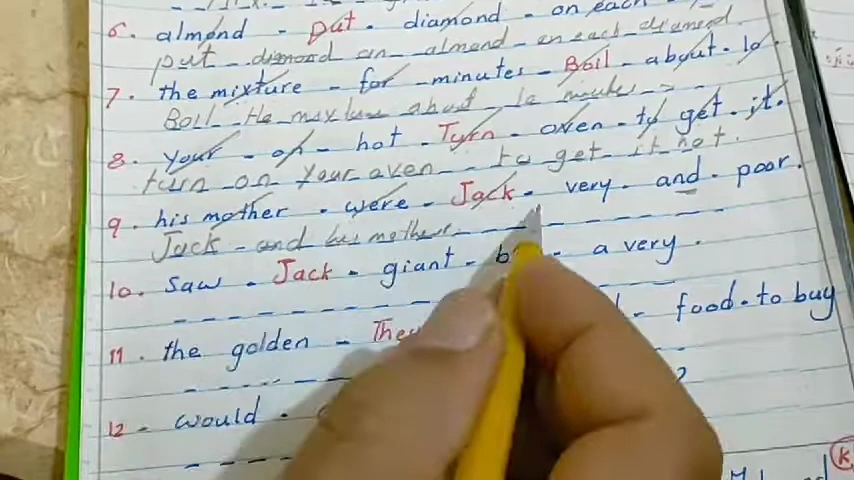 6. almond - put - diamond - on each -
put diamond on almond on each diamond
7. the mixture - for - minutes - Boil - about - 10.
Boil the mixture about 10 minutes
8. your - on - hot - Turn - oven - to get - it.
turn on your oven to get it hot.
9. his mother - were - Jack - very - and - poor.
Jack and his mother
10. Saw - Jack - giant - - a very.
11. the golden - They - food - to buy
12 - would -